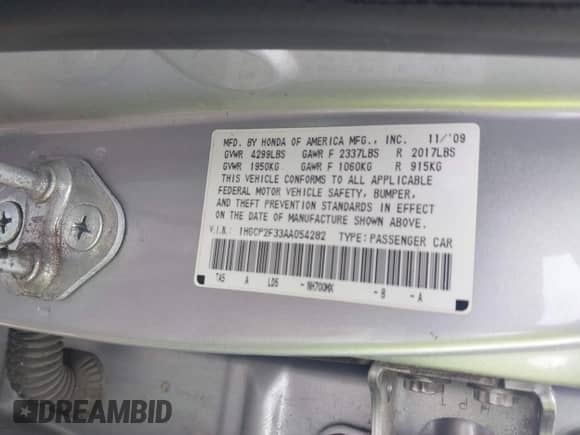 MFD. BY HONDA OF AMERICA MFG., INC. 11/'09
GVWR 4299LBS GAWR F 2337LBS R 2017LBS
GVWR 1950KG GAWR F 1060KG R 915KG
THIS VEHICLE CONFORMS TO ALL APPLICABLE
FEDERAL MOTOR VEHICLE SAFETY, BUMPER,
AND THEFT PREVENTION STANDARDS IN EFFECT
ON THE DATE OF MANUFACTURE SHOWN ABOVE.
V.I.N.: 1HGCP2F33AA054282 TYPE: PASSENGER CAR
TA5 A LD5 - NH700MX - B - A
DREAMBID